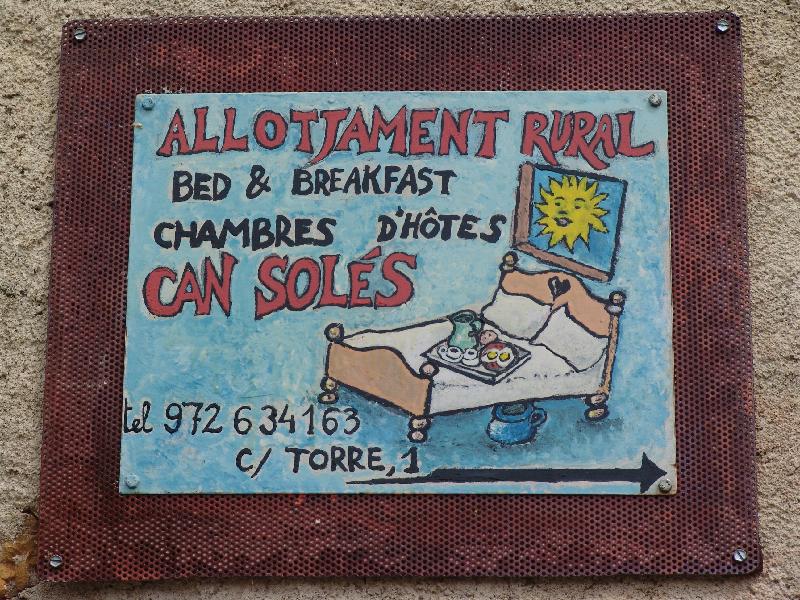 ALLOTJAMENT RURAL
BED & BREAKFAST
CHAMBRES D'HÔTES
CAN SOLÉS
tel 972 634163
C/ TORRE, 1